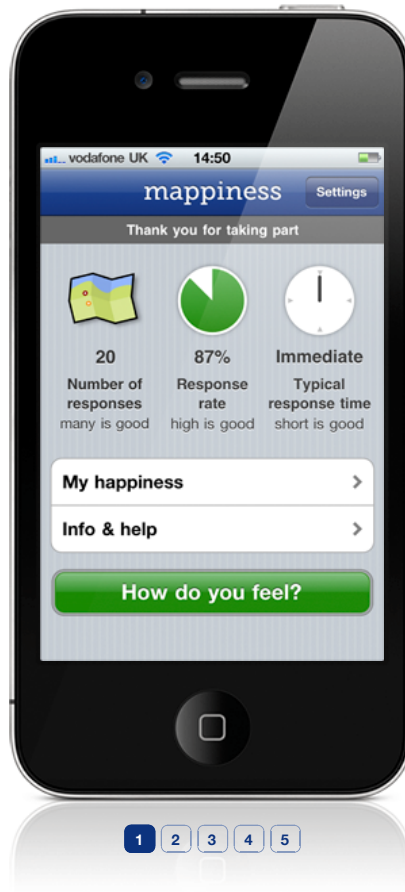 vodafone UK 14:50
mappiness Settings
Thank you for taking part
20 87% Immediate
Number of Response Typical
responses rate response time
many is good high is good short is good
My happiness
Info & help
How do you feel?
1 2 3 4 5